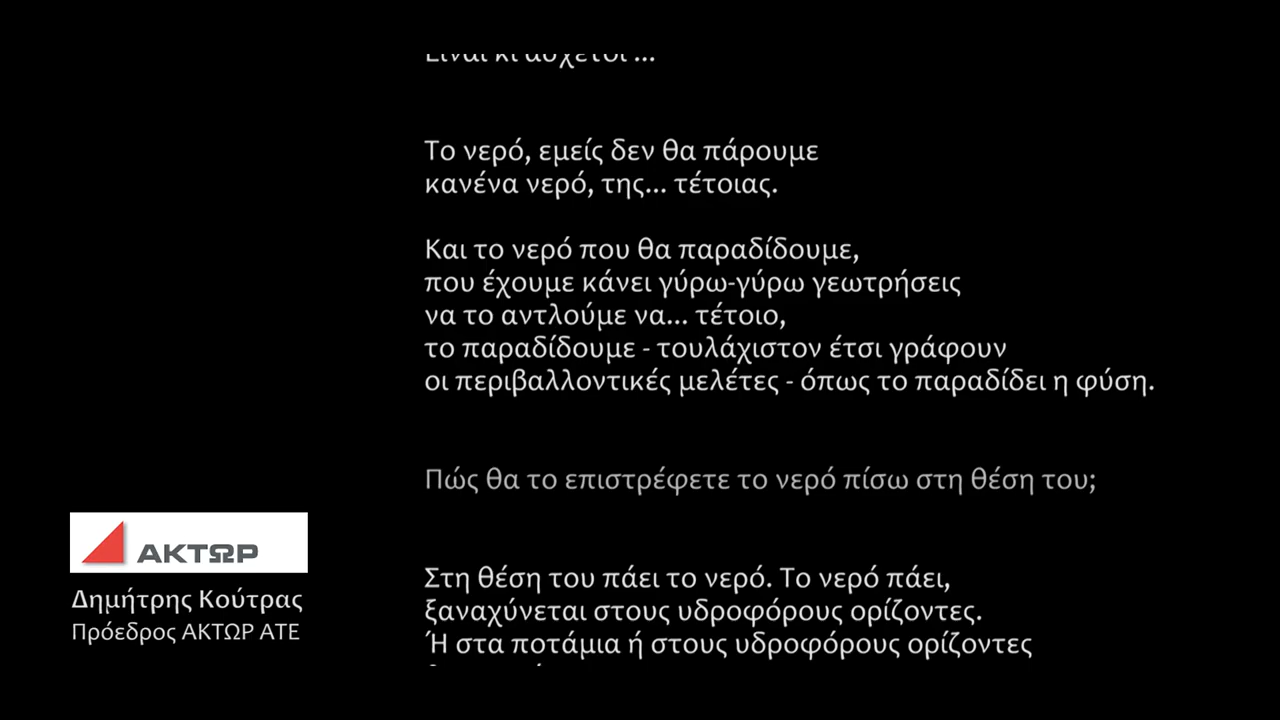 Είναι κι άσχετοι ...
Το νερό, εμείς δεν θα πάρουμε
κανένα νερό, της... τέτοιας.
Και το νερό που θα παραδίδουμε,
που έχουμε κάνει γύρω-γύρω γεωτρήσεις
να το αντλούμε να... τέτοιο,
το παραδίδουμε - τουλάχιστον έτσι γράφουν
οι περιβαλλοντικές μελέτες - όπως το παραδίδει η φύση.
Πώς θα το επιστρέφετε το νερό πίσω στη θέση του;
Στη θέση του πάει το νερό. Το νερό πάει,
ξαναχύνεται στους υδροφόρους ορίζοντες.
Ή στα ποτάμια ή στους υδροφόρους ορίζοντες
ΑΚΤΩΡ
Δημήτρης Κούτρας
Πρόεδρος ΑΚΤΩΡ ΑΤΕ